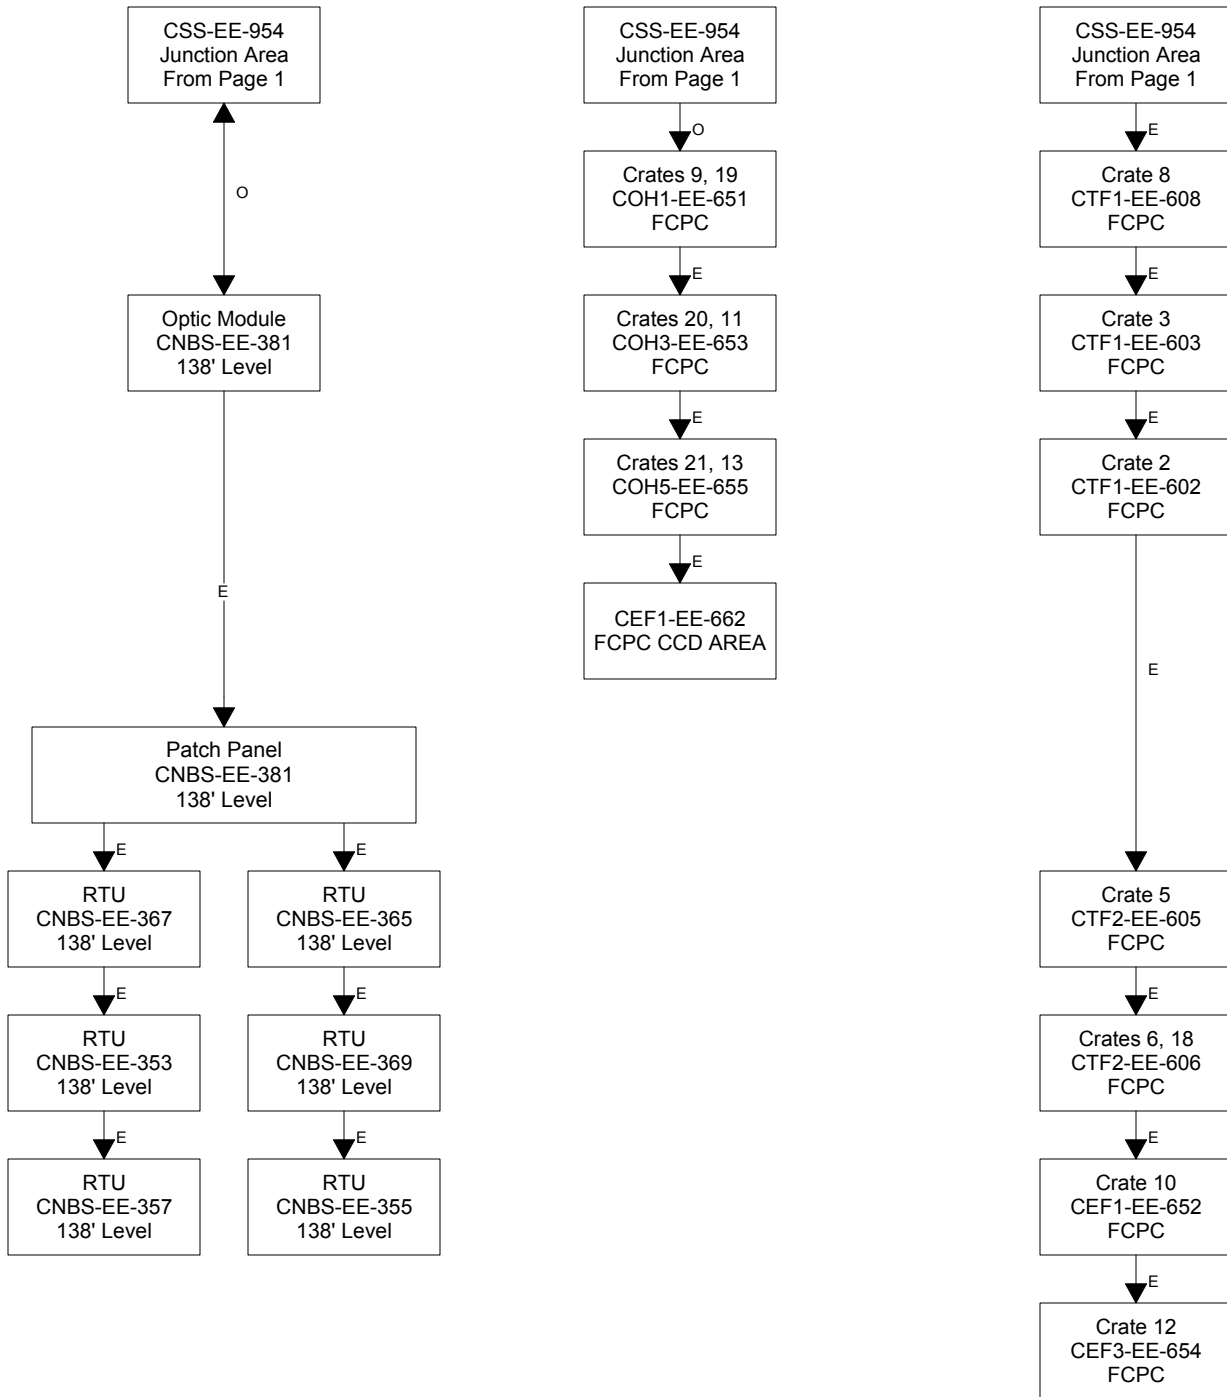 CSS-EE-954
Junction Area
From Page 1
O
Optic Module
CNBS-EE-381
138' Level
E
Patch Panel
CNBS-EE-381
138' Level
E
E
RTU
CNBS-EE-367
138' Level
RTU
CNBS-EE-365
138' Level
E
E
RTU
CNBS-EE-353
138' Level
RTU
CNBS-EE-369
138' Level
E
E
RTU
CNBS-EE-357
138' Level
RTU
CNBS-EE-355
138' Level
CSS-EE-954
Junction Area
From Page 1
O
Crates 9, 19
COH1-EE-651
FCPC
E
Crates 20, 11
COH3-EE-653
FCPC
E
Crates 21, 13
COH5-EE-655
FCPC
E
CEF1-EE-662
FCPC CCD AREA
CSS-EE-954
Junction Area
From Page 1
E
Crate 8
CTF1-EE-608
FCPC
E
Crate 3
CTF1-EE-603
FCPC
E
Crate 2
CTF1-EE-602
FCPC
E
Crate 5
CTF2-EE-605
FCPC
E
Crates 6, 18
CTF2-EE-606
FCPC
E
Crate 10
CEF1-EE-652
FCPC
E
Crate 12
CEF3-EE-654
FCPC